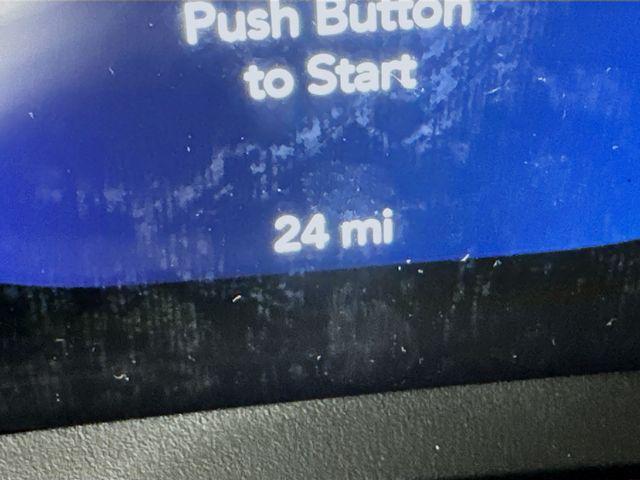 Push Button
to Start
24 mi